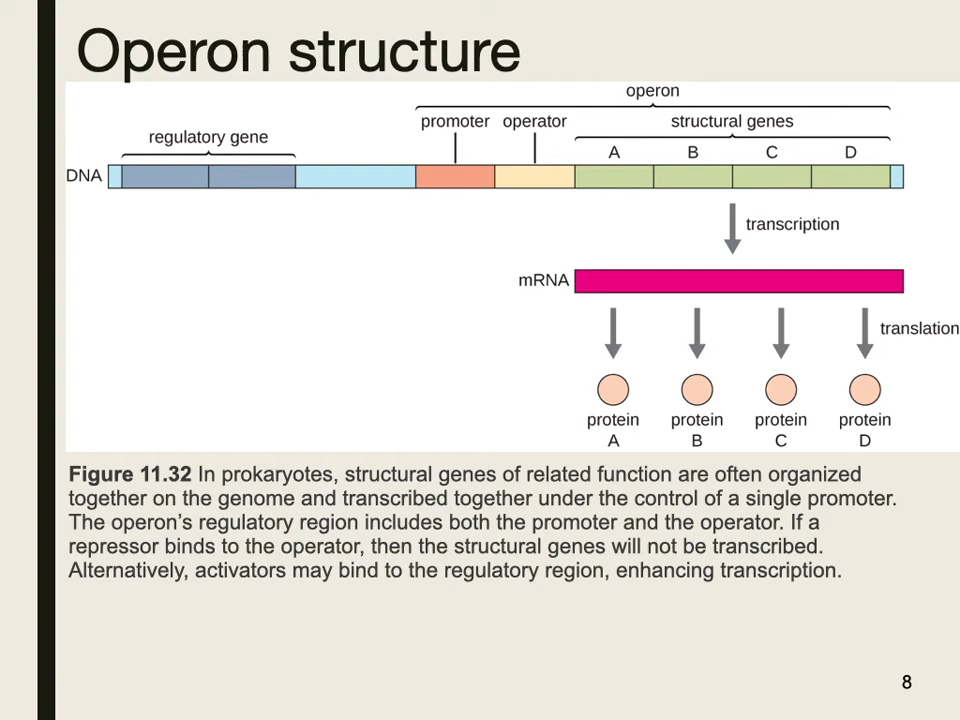 Operon structure
operon
promoter operator structural genes
regulatory gene
A B C D
DNA
transcription
mRNA
translation
protein A
protein B
protein C
protein D
Figure 11.32 In prokaryotes, structural genes of related function are often organized
together on the genome and transcribed together under the control of a single promoter.
The operon’s regulatory region includes both the promoter and the operator. If a
repressor binds to the operator, then the structural genes will not be transcribed.
Alternatively, activators may bind to the regulatory region, enhancing transcription.
8